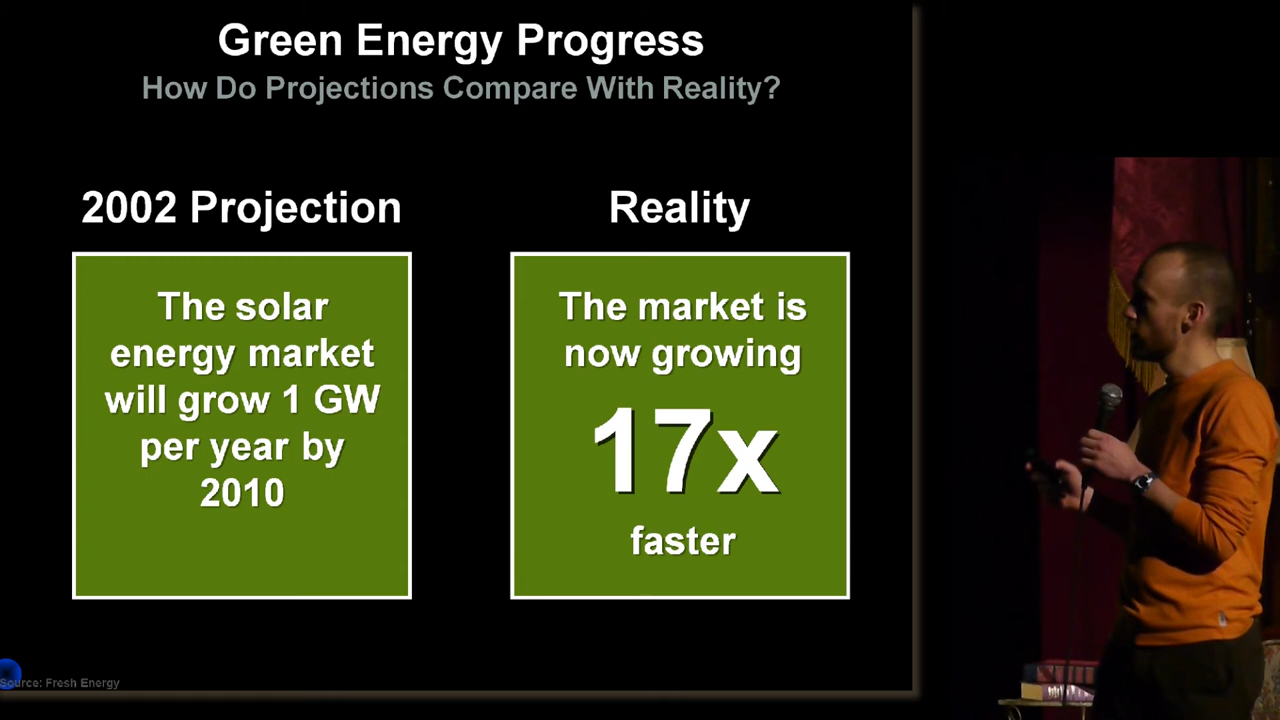 Green Energy Progress
How Do Projections Compare With Reality?
2002 Projection
The solar
energy market
will grow 1 GW
per year by
2010
Reality
The market is
now growing
17x
faster
Source: Fresh Energy